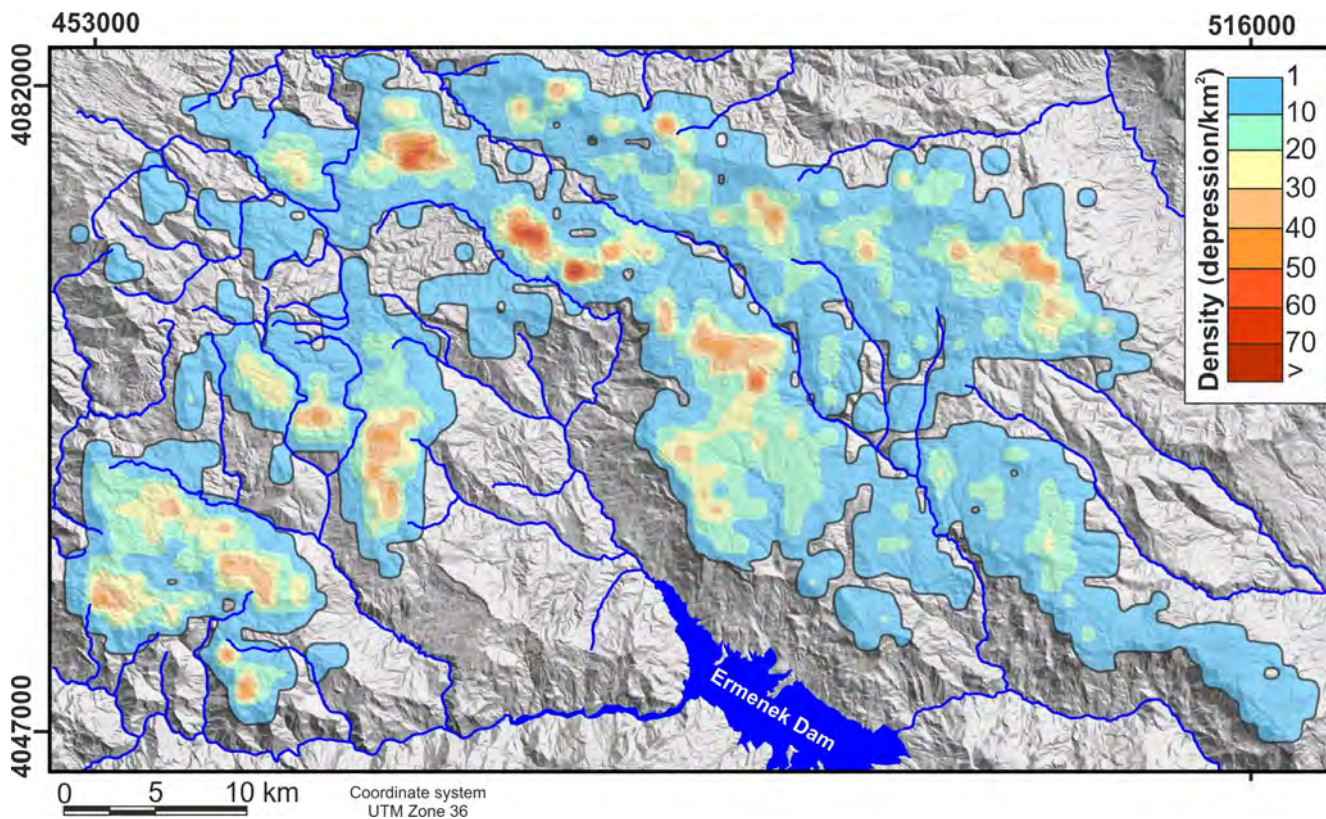 453000
516000
4082000
4047000
Density (depression/km²)
1
10
20
30
40
50
60
70
>
Ermenek Dam
0 5 10 km
Coordinate system
UTM Zone 36